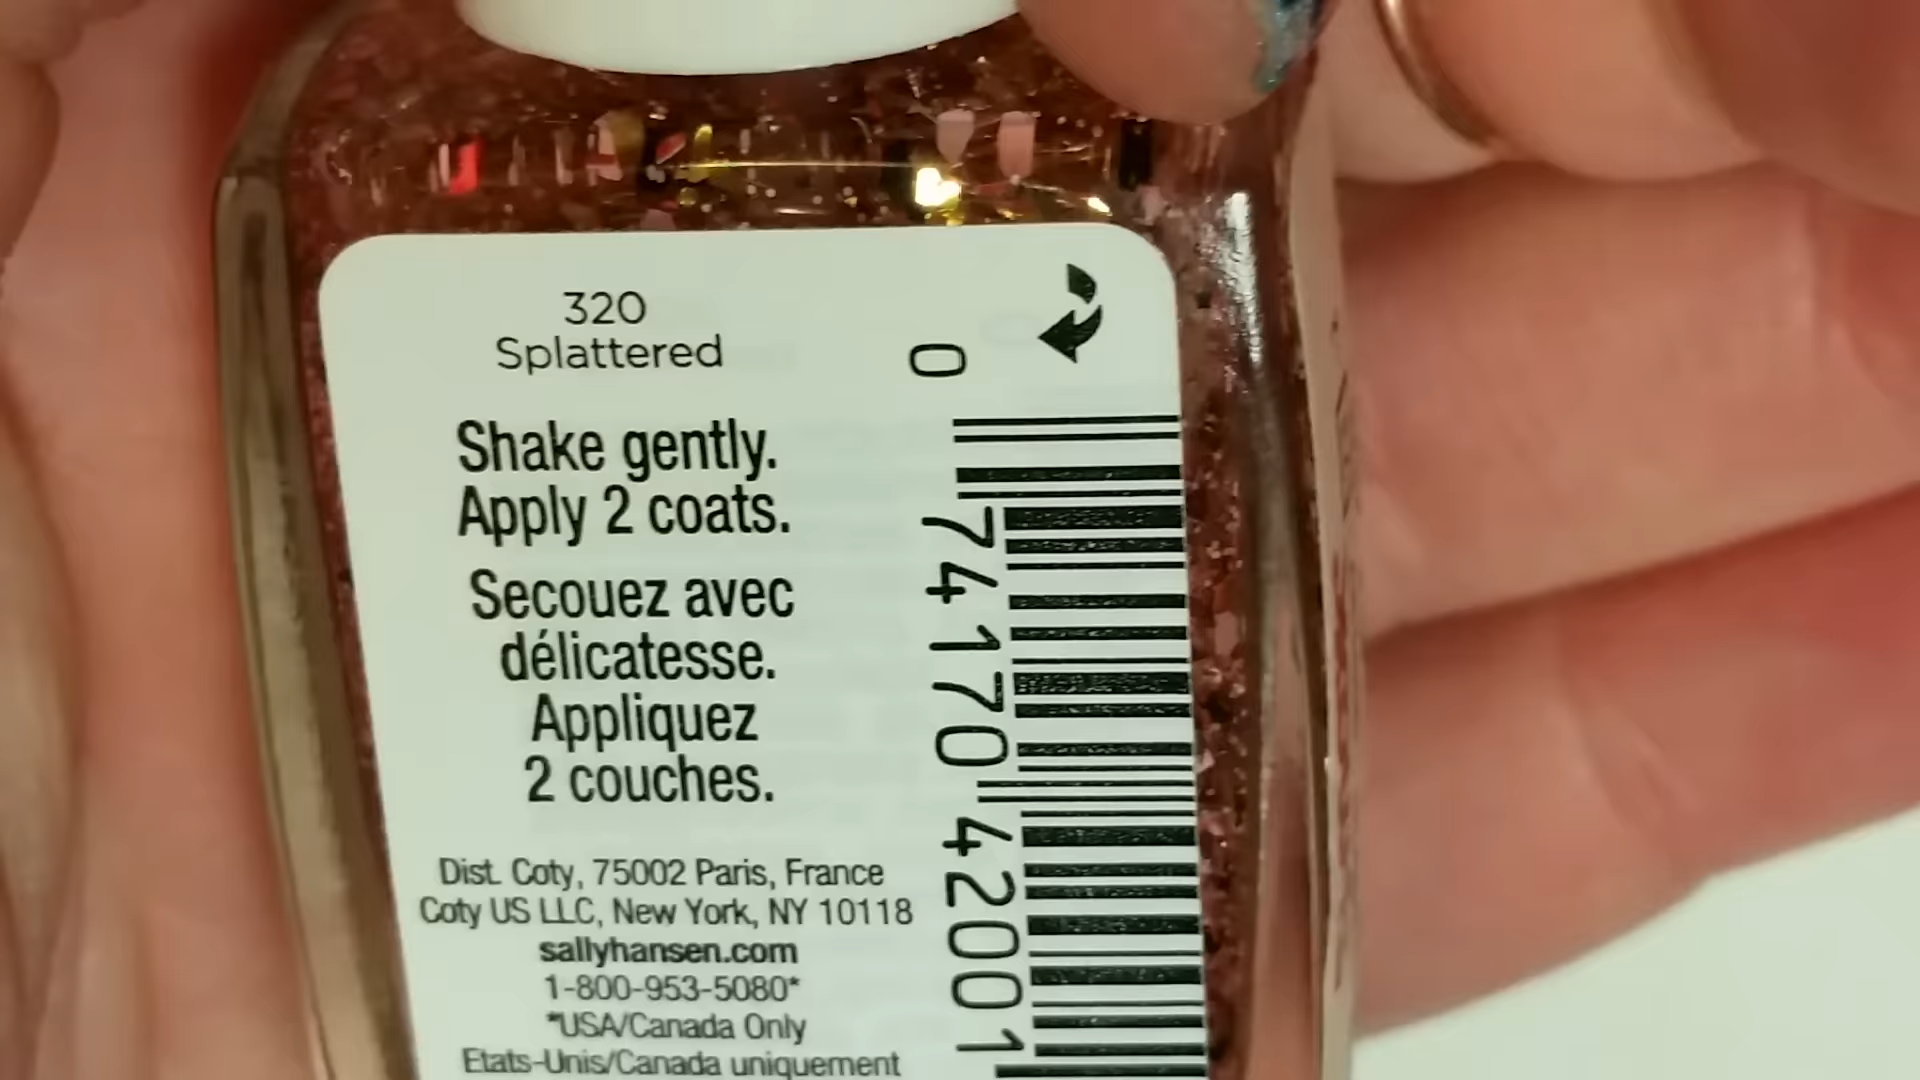 320
Splattered
Shake gently.
Apply 2 coats.
Secouez avec
délicatesse.
Appliquez
2 couches.
Dist. Coty, 75002 Paris, France
Coty US LLC, New York, NY 10118
sallyhansen.com
1-800-953-5080*
*USA/Canada Only
Etats-Unis/Canada uniquement
0 74170 42001